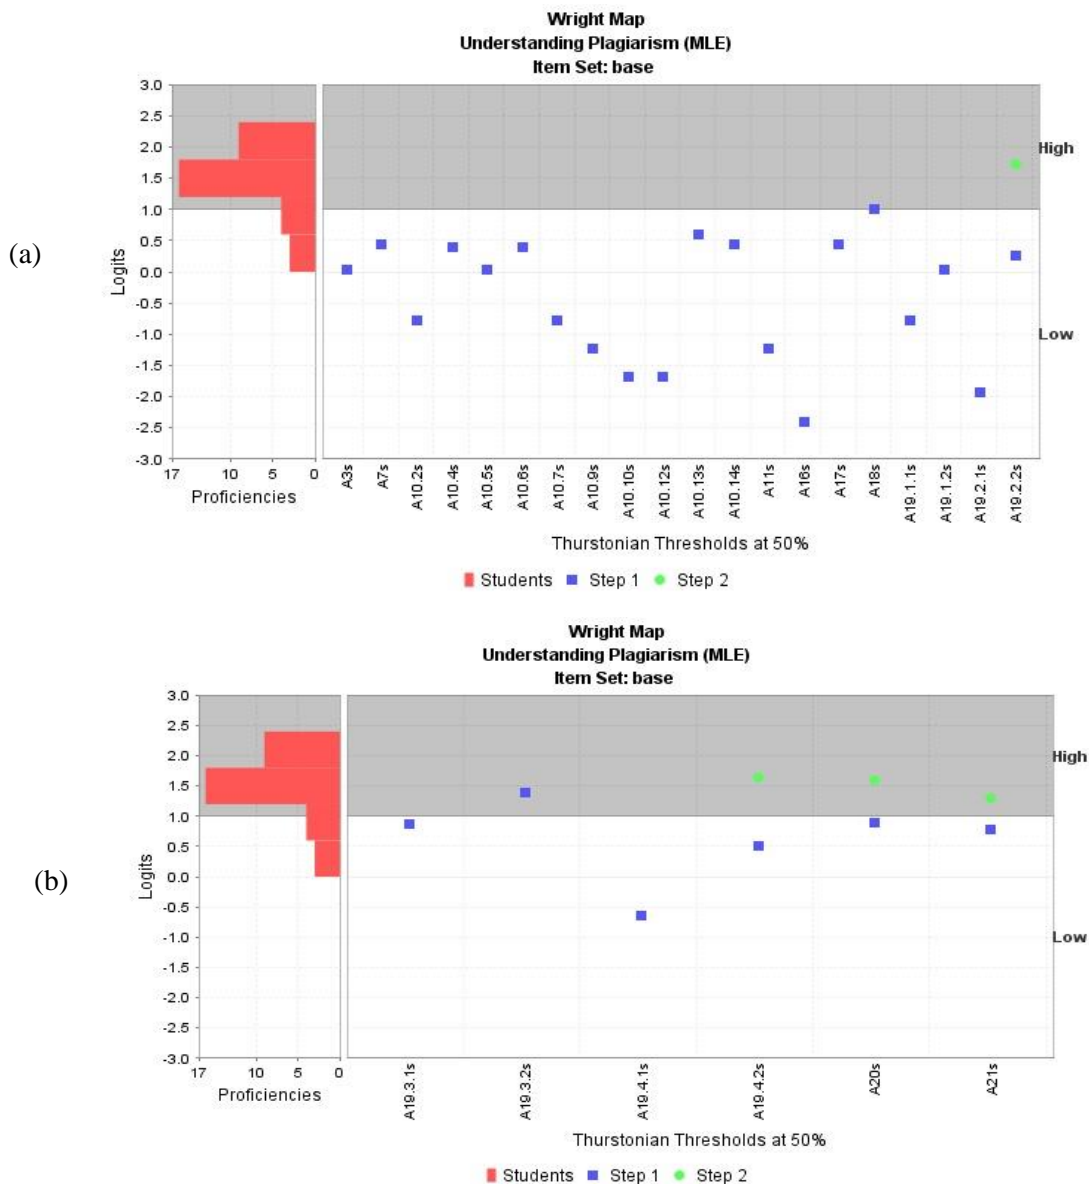 Wright Map
Understanding Plagiarism (MLE)
Item Set: base
(a)
Logits
3.0
2.5
2.0
1.5
1.0
0.5
0.0
-0.5
-1.0
-1.5
-2.0
-2.5
-3.0
17 10 5 0
Proficiencies
High
Low
A3s A7s A10.2s A10.4s A10.5s A10.6s A10.7s A10.9s A10.10s A10.12s A10.13s A10.14s A11s A16s A17s A18s A19.1.1s A19.1.2s A19.2.1s A19.2.2s
Thurstonian Thresholds at 50%
Students Step 1 Step 2
Wright Map
Understanding Plagiarism (MLE)
Item Set: base
(b)
Logits
3.0
2.5
2.0
1.5
1.0
0.5
0.0
-0.5
-1.0
-1.5
-2.0
-2.5
-3.0
17 10 5 0
Proficiencies
High
Low
A19.3.1s A19.3.2s A19.4.1s A19.4.2s A20s A21s
Thurstonian Thresholds at 50%
Students Step 1 Step 2